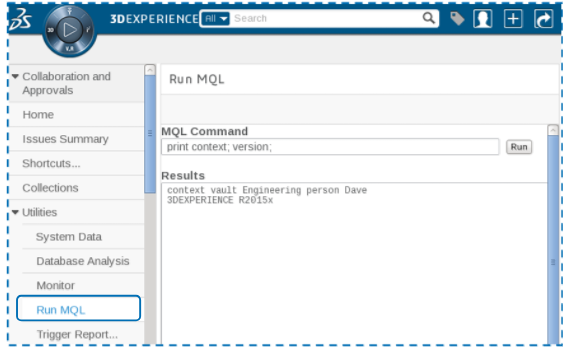 3DEXPERIENCE All Search
Collaboration and
Approvals
Home
Issues Summary
Shortcuts...
Collections
Utilities
System Data
Database Analysis
Monitor
Run MQL
Trigger Report...
Run MQL
MQL Command
print context; version;
Run
Results
context vault Engineering person Dave
3DEXPERIENCE R2015x